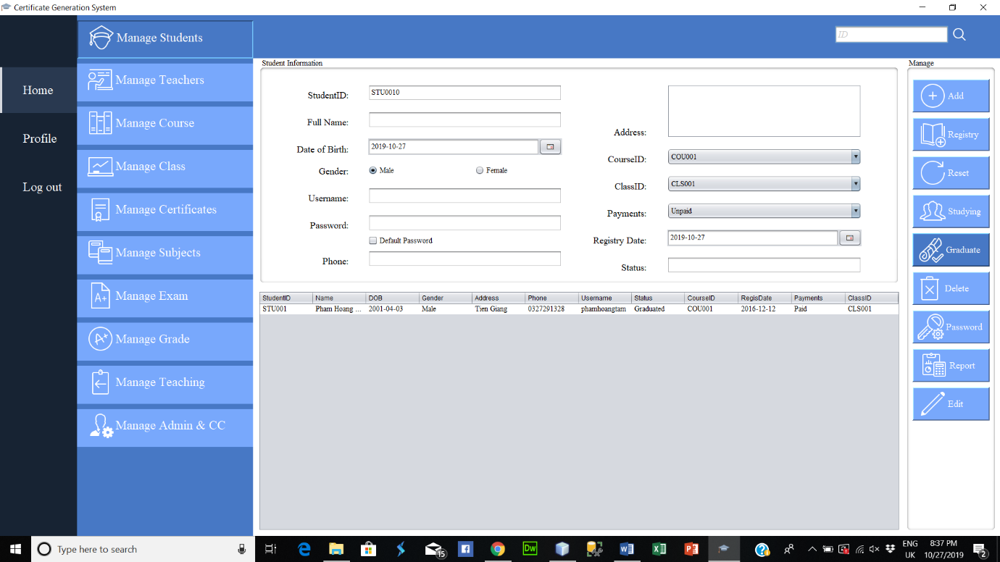 Certificate Generation System
Home
Profile
Log out
Manage Students
Manage Teachers
Manage Course
Manage Class
Manage Certificates
Manage Subjects
Manage Exam
Manage Grade
Manage Teaching
Manage Admin & CC
ID
Student Information
StudentID: STU0010
Full Name:
Date of Birth: 2019-10-27
Gender: Male Female
Username:
Password:
Default Password
Phone:
Address:
CourseID: COU001
ClassID: CLS001
Payments: Unpaid
Registry Date: 2019-10-27
Status:
StudentID Name DOB Gender Address Phone Username Status CourseID RegisDate Payments ClassID
STU001 Pham Hoang ... 2001-04-03 Male Tien Giang 0327291328 phamhoangtam Graduated COU001 2016-12-12 Paid CLS001
Manage
Add
Registry
Reset
Studying
A+
A+
Graduate
Delete
Password
Report
Edit
Type here to search
15
Dw
ENG
UK
8:37 PM
10/27/2019
2